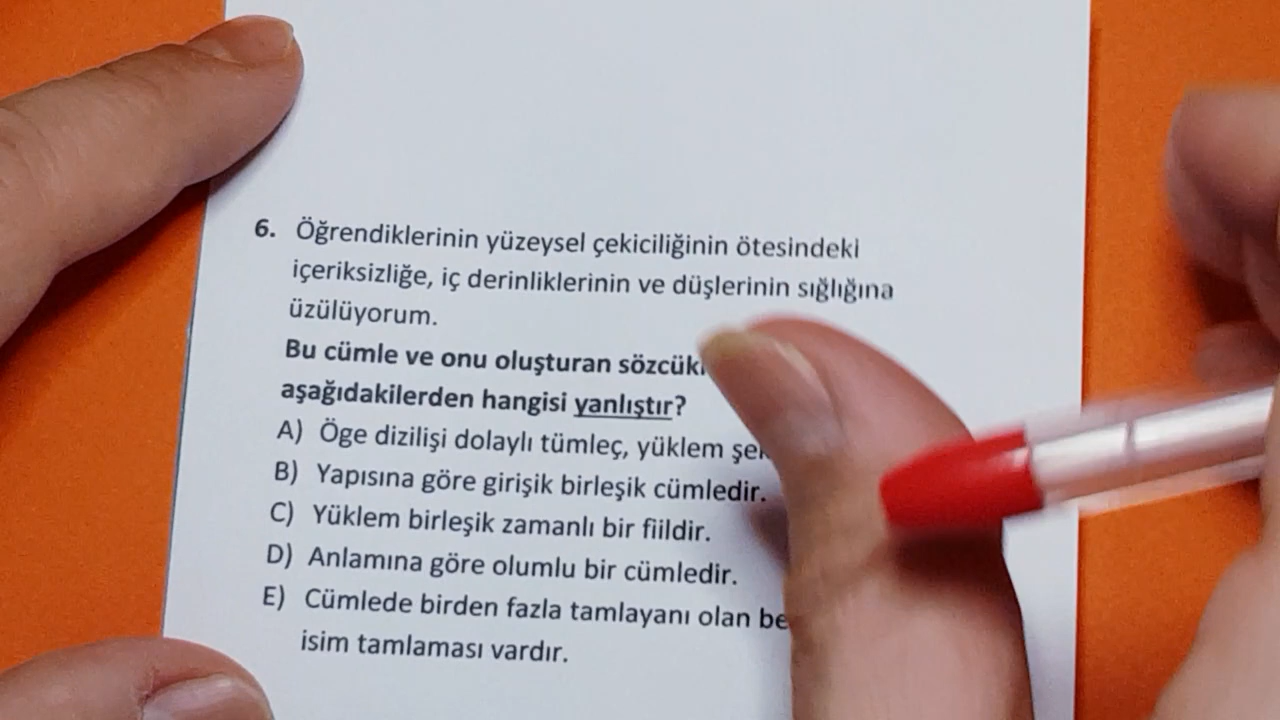 6. Öğrendiklerinin yüzeysel çekiciliğinin ötesindeki
içeriksizliğe, iç derinliklerinin ve düşlerinin sığlığına
üzülüyorum.
Bu cümle ve onu oluşturan
aşağıdakilerden hangisi yanlıştır?
A) Öge dizilişi dolaylı tümleç, yüklem
B) Yapısına göre girişik birleşik cümledir.
C) Yüklem birleşik zamanlı bir fiildir.
D) Anlamına göre olumlu bir cümledir.
E) Cümlede birden fazla tamlayanı olan
isim tamlaması vardır.